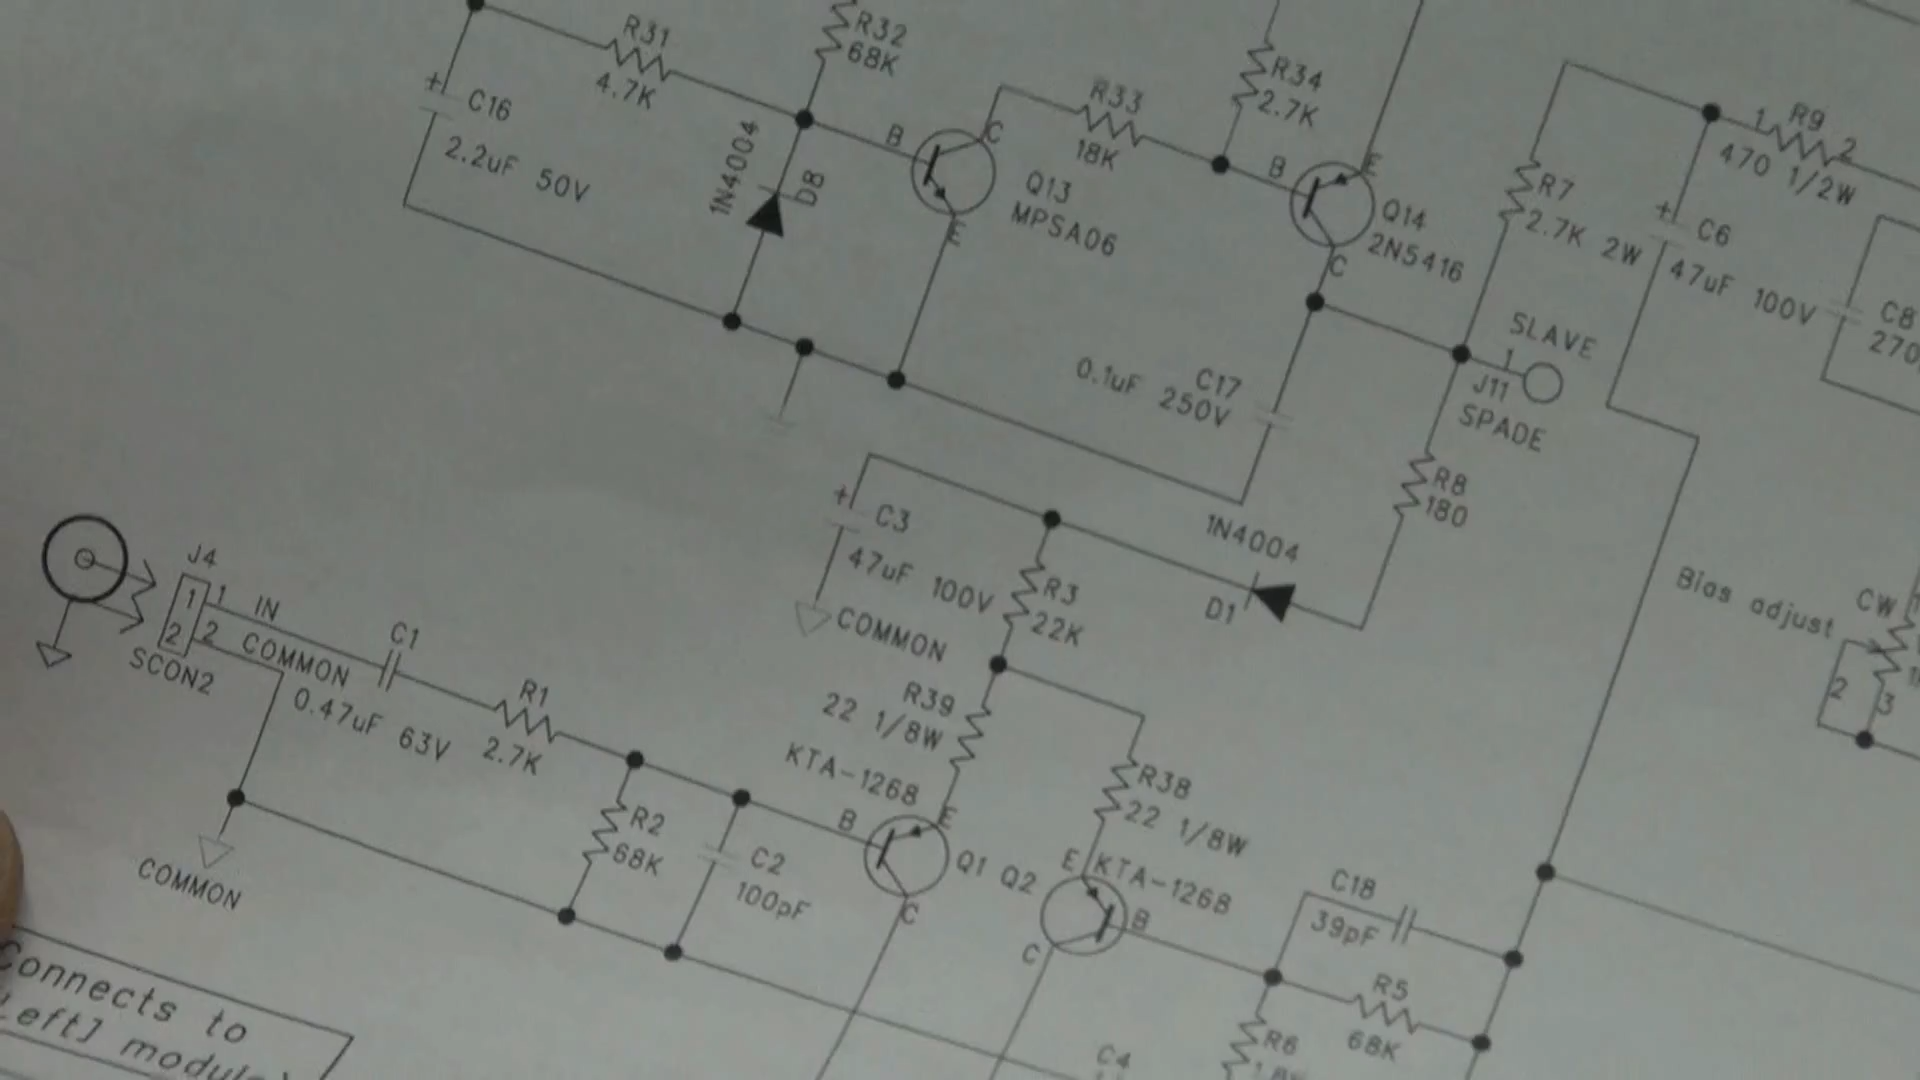 R31
4.7K
R32
68K
+
C16
2.2uF 50V
1N4004
D8
B
C
E
Q13
MPSA06
R33
18K
R34
2.7K
B
E
C
Q14
2N5416
1
R9
2
470 1/2W
R7
2.7K 2W
+
C6
47uF 100V
C8
SLAVE
1
J11
SPADE
C17
0.1uF 250V
R8
180
+
C3
47uF 100V
COMMON
R3
22K
1N4004
D1
Bias adjust
CW
2
3
J4
1
2
SCON2
1
IN
2
COMMON
C1
0.47uF 63V
R1
2.7K
COMMON
R2
68K
C2
100pF
R39
22 1/8W
KTA-1268
B
E
C
Q1
Q2
R38
22 1/8W
E
KTA-1268
B
C
C18
39pF
R5
68K
R6
C4
Connects to
Left] module